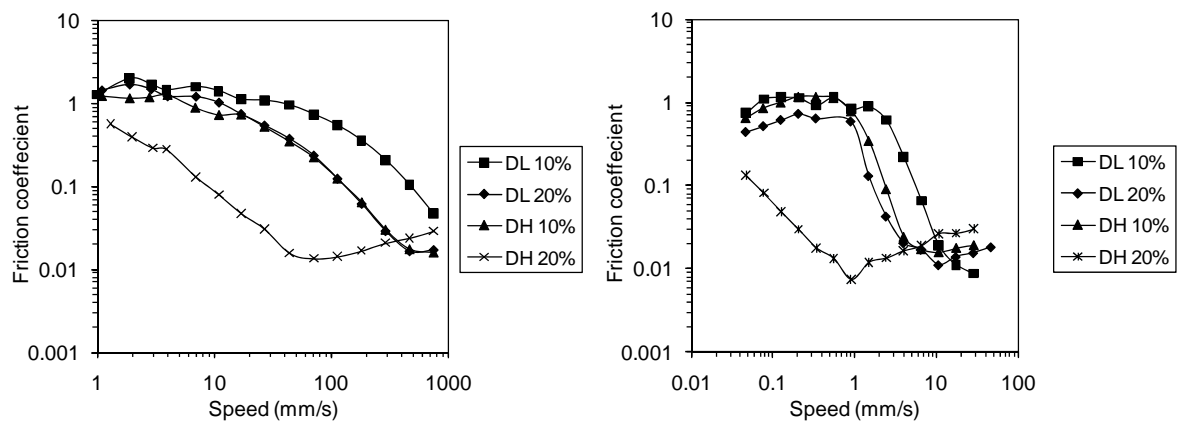 10
1
0.1
0.01
0.001
Friction coeffecient
1 10 100 1000
Speed (mm/s)
DL 10%
DL 20%
DH 10%
DH 20%
10
1
0.1
0.01
0.001
Friction coeffecient
0.01 0.1 1 10 100
Speed (mm/s)
DL 10%
DL 20%
DH 10%
DH 20%